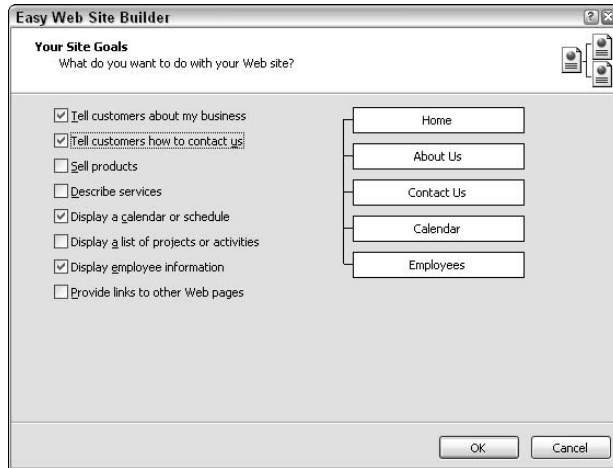 Easy Web Site Builder
Your Site Goals
What do you want to do with your Web site?
Tell customers about my business
Tell customers how to contact us
Sell products
Describe services
Display a calendar or schedule
Display a list of projects or activities
Display employee information
Provide links to other Web pages
Home
About Us
Contact Us
Calendar
Employees
OK
Cancel